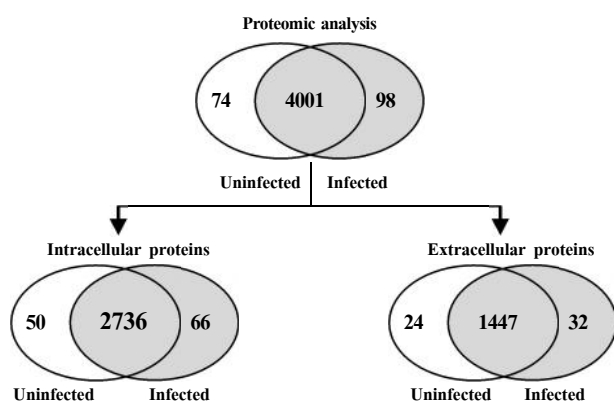 Proteomic analysis
74 4001 98
Uninfected Infected
Intracellular proteins
50 2736 66
Uninfected Infected
Extracellular proteins
24 1447 32
Uninfected Infected